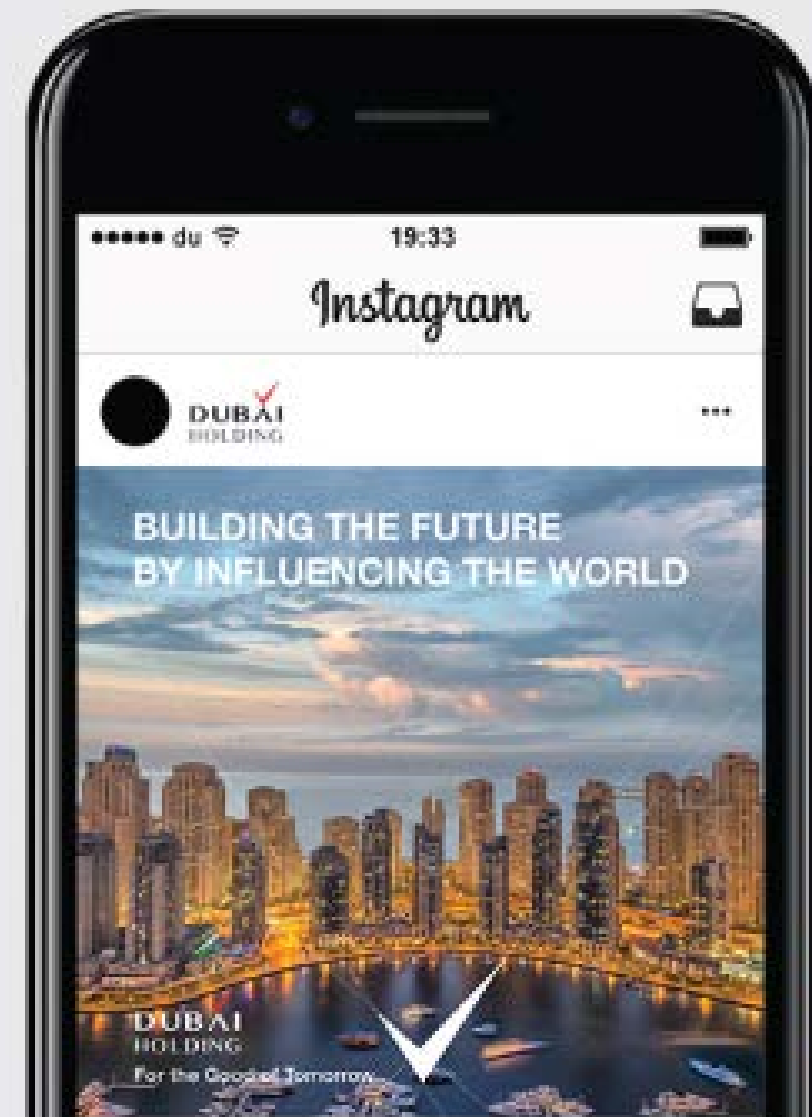 du 19:33
Instagram
DUBAI
HOLDING
...
BUILDING THE FUTURE
BY INFLUENCING THE WORLD
DUBAI
HOLDING
For the Good of Tomorrow